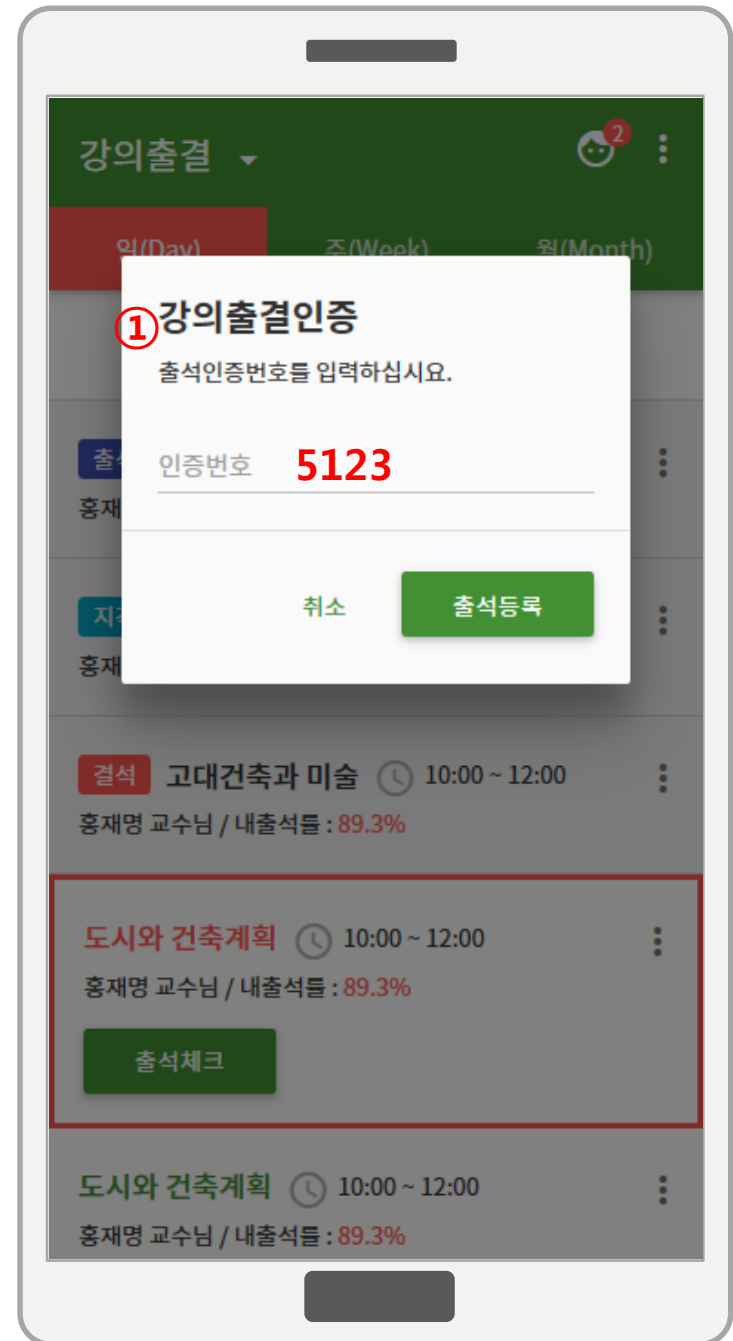 강의출결
2
일(Day) 주(Week) 월(Month)
①강의출결인증
출석인증번호를 입력하십시요.
인증번호 5123
취소 출석등록
홍재
홍재
결석 고대건축과 미술 10:00 ~ 12:00
홍재명 교수님 / 내출석률 : 89.3%
도시와 건축계획 10:00 ~ 12:00
홍재명 교수님 / 내출석률 : 89.3%
출석체크
도시와 건축계획 10:00 ~ 12:00
홍재명 교수님 / 내출석률 : 89.3%